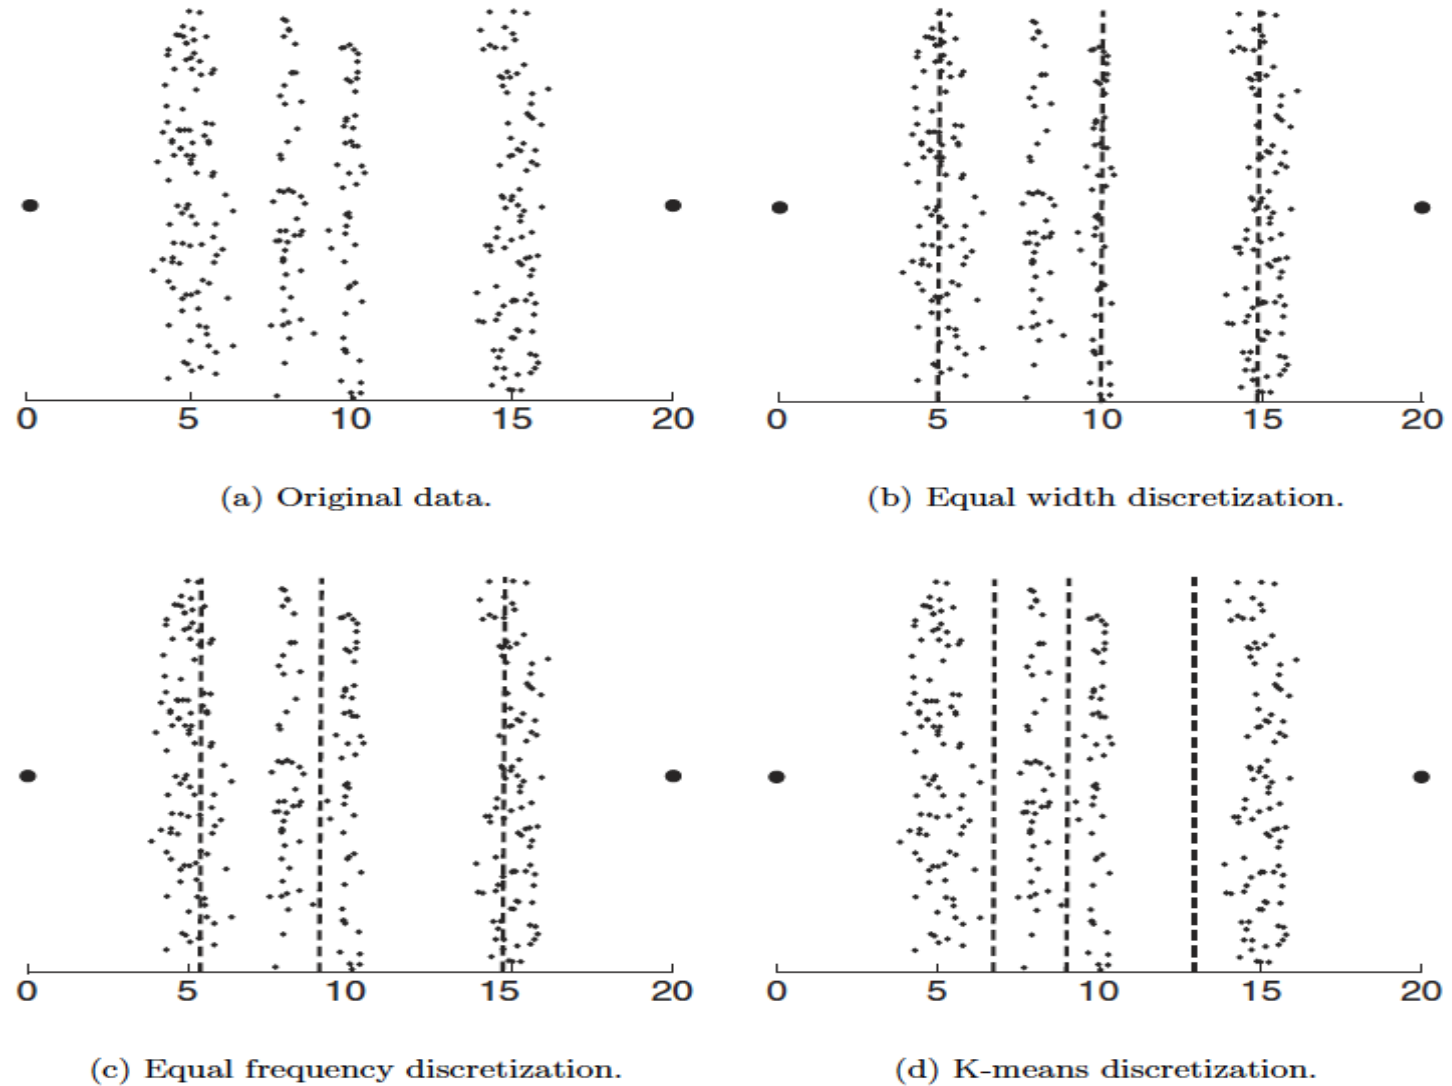 0 5 10 15 20
0 5 10 15 20
(a) Original data.
(b) Equal width discretization.
0 5 10 15 20
0 5 10 15 20
(c) Equal frequency discretization.
(d) K-means discretization.